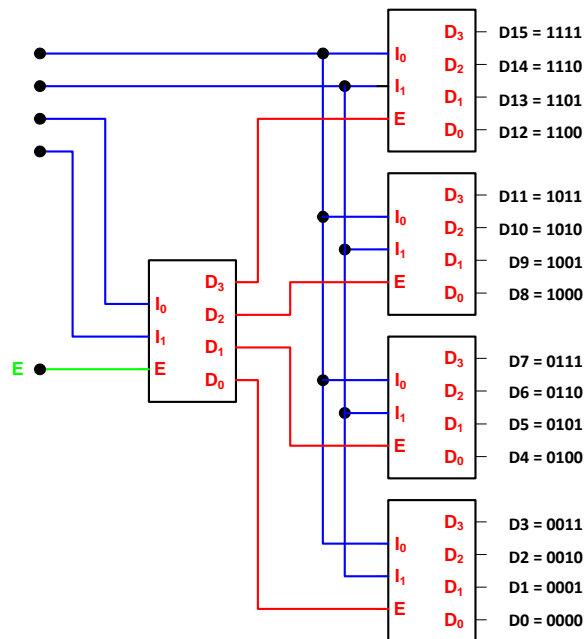 D₃ D15 = 1111
I₀
D₂ D14 = 1110
I₁
D₁ D13 = 1101
E
D₀ D12 = 1100
D₃ D11 = 1011
I₀
D₂ D10 = 1010
I₁
D₁ D9 = 1001
E
D₀ D8 = 1000
D₃
I₀
D₂
I₁
D₁
E E
D₀
D₃ D7 = 0111
I₀
D₂ D6 = 0110
I₁
D₁ D5 = 0101
E
D₀ D4 = 0100
D₃ D3 = 0011
I₀
D₂ D2 = 0010
I₁
D₁ D1 = 0001
E
D₀ D0 = 0000